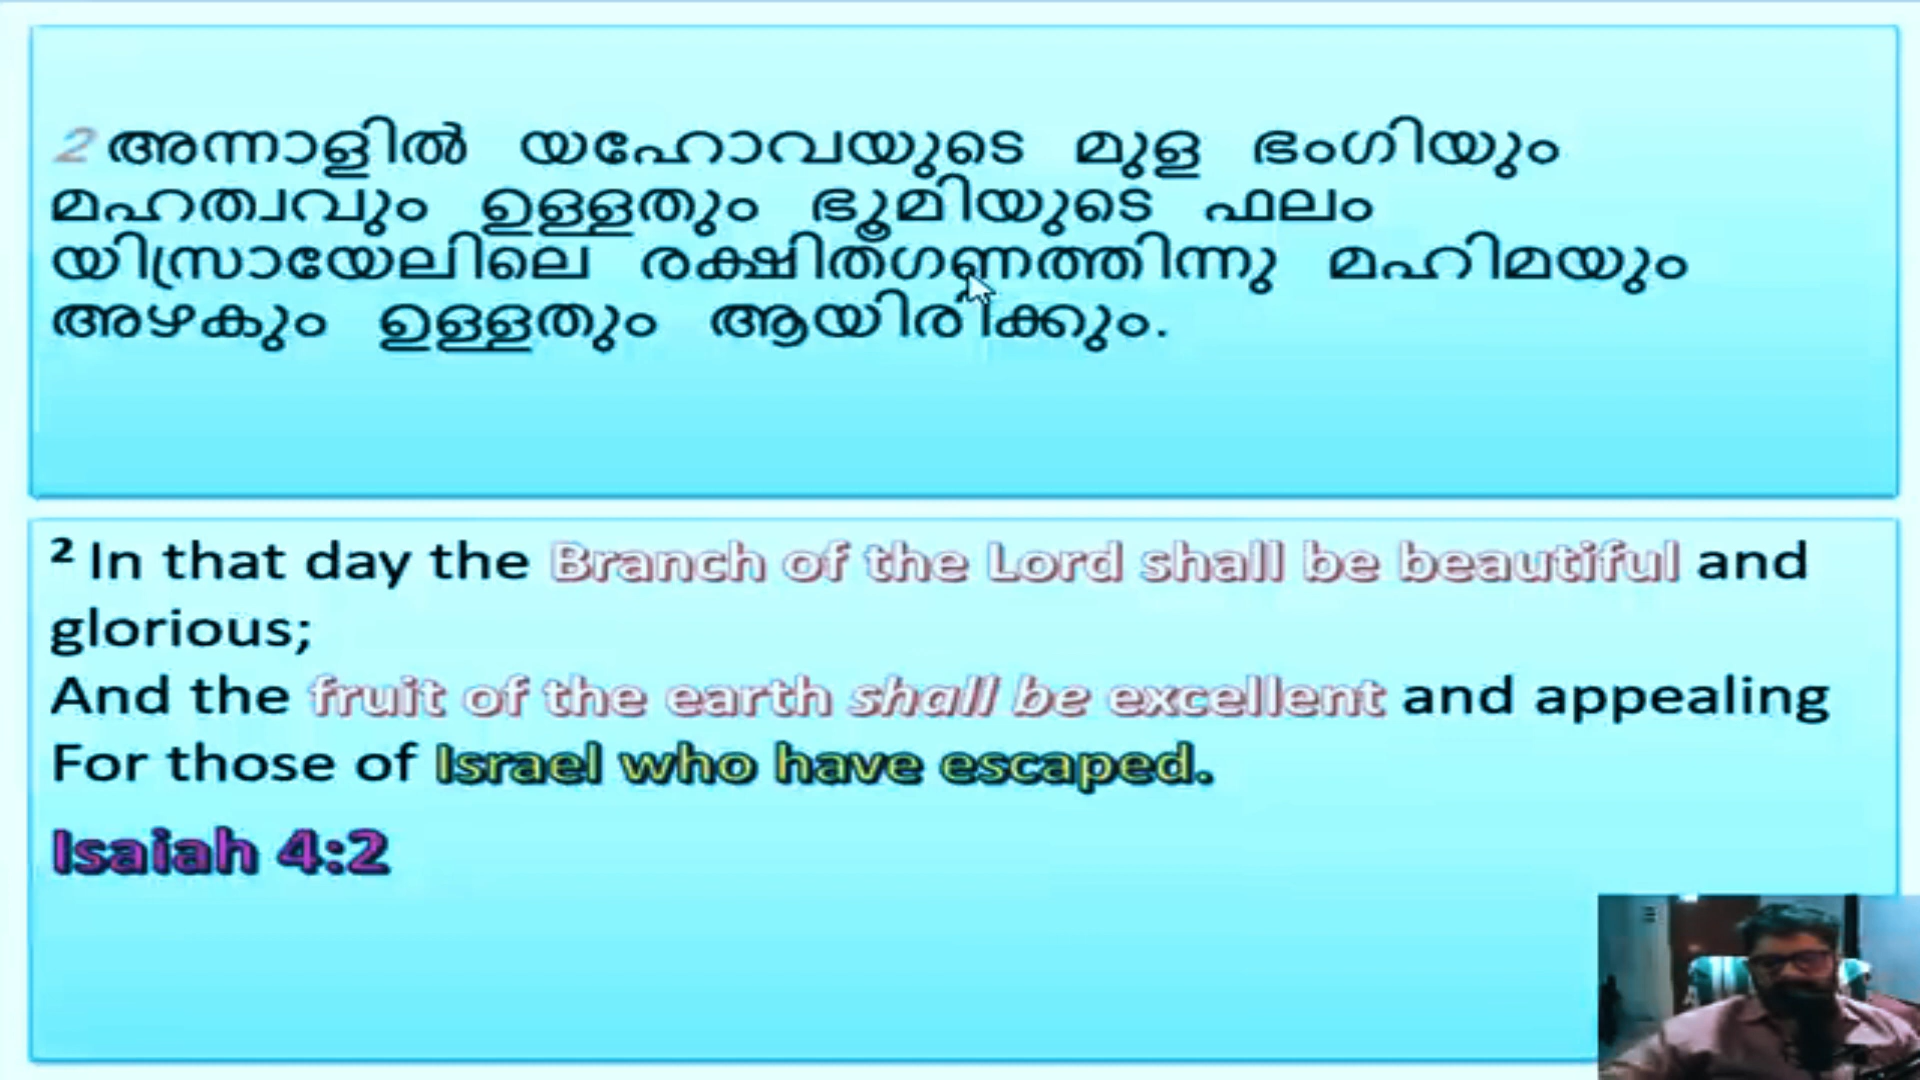 2 അന്നാളിൽ യഹോവയുടെ മുള ഭംഗിയും
മഹത്വവും ഉള്ളതും ഭൂമിയുടെ ഫലം
യിസ്രായേലിലെ രക്ഷിതഗണത്തിന്നു മഹിമയും
അഴകും ഉള്ളതും ആയിരിക്കും.
² In that day the Branch of the Lord shall be beautiful and
glorious;
And the fruit of the earth shall be excellent and appealing
For those of Israel who have escaped.
Isaiah 4:2